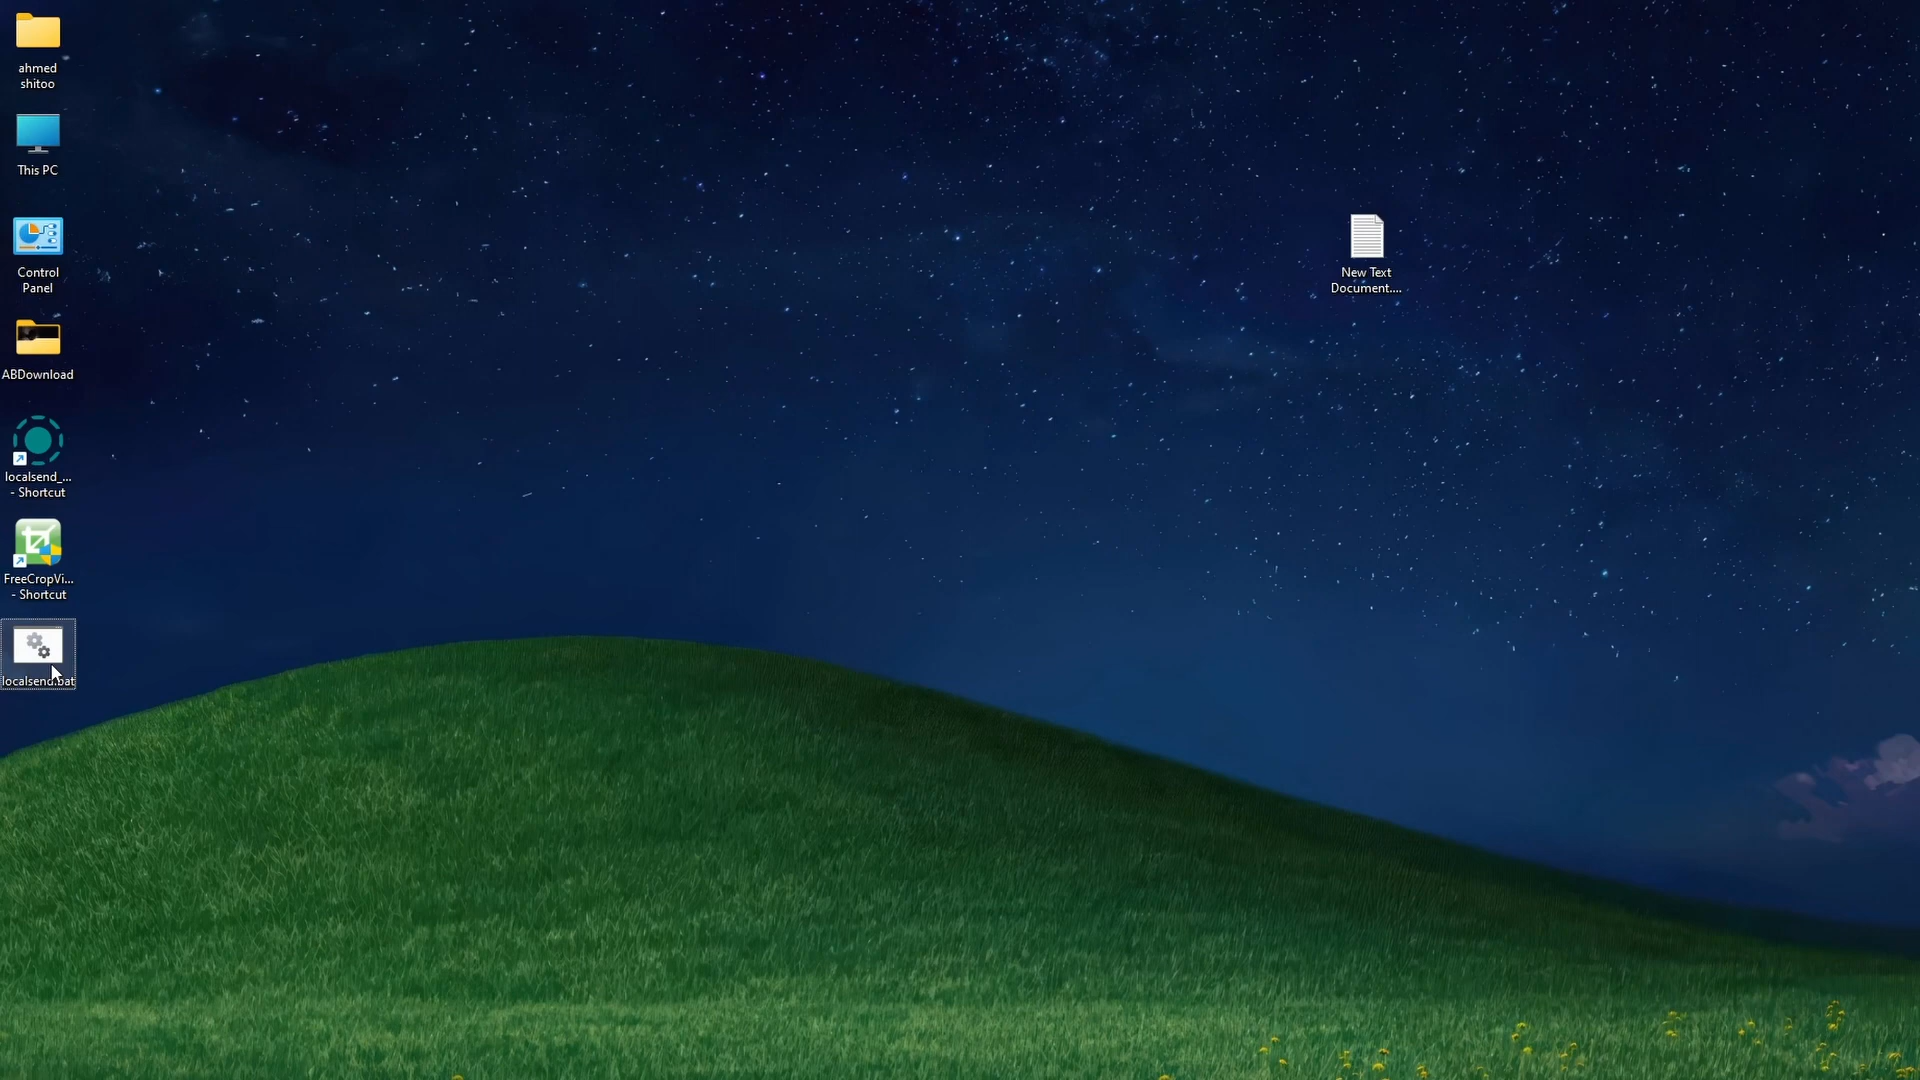 ahmed
shitoo
This PC
Control
Panel
ABDownload
localsend_...
- Shortcut
FreeCropVi...
- Shortcut
localsend.bat
New Text
Document....